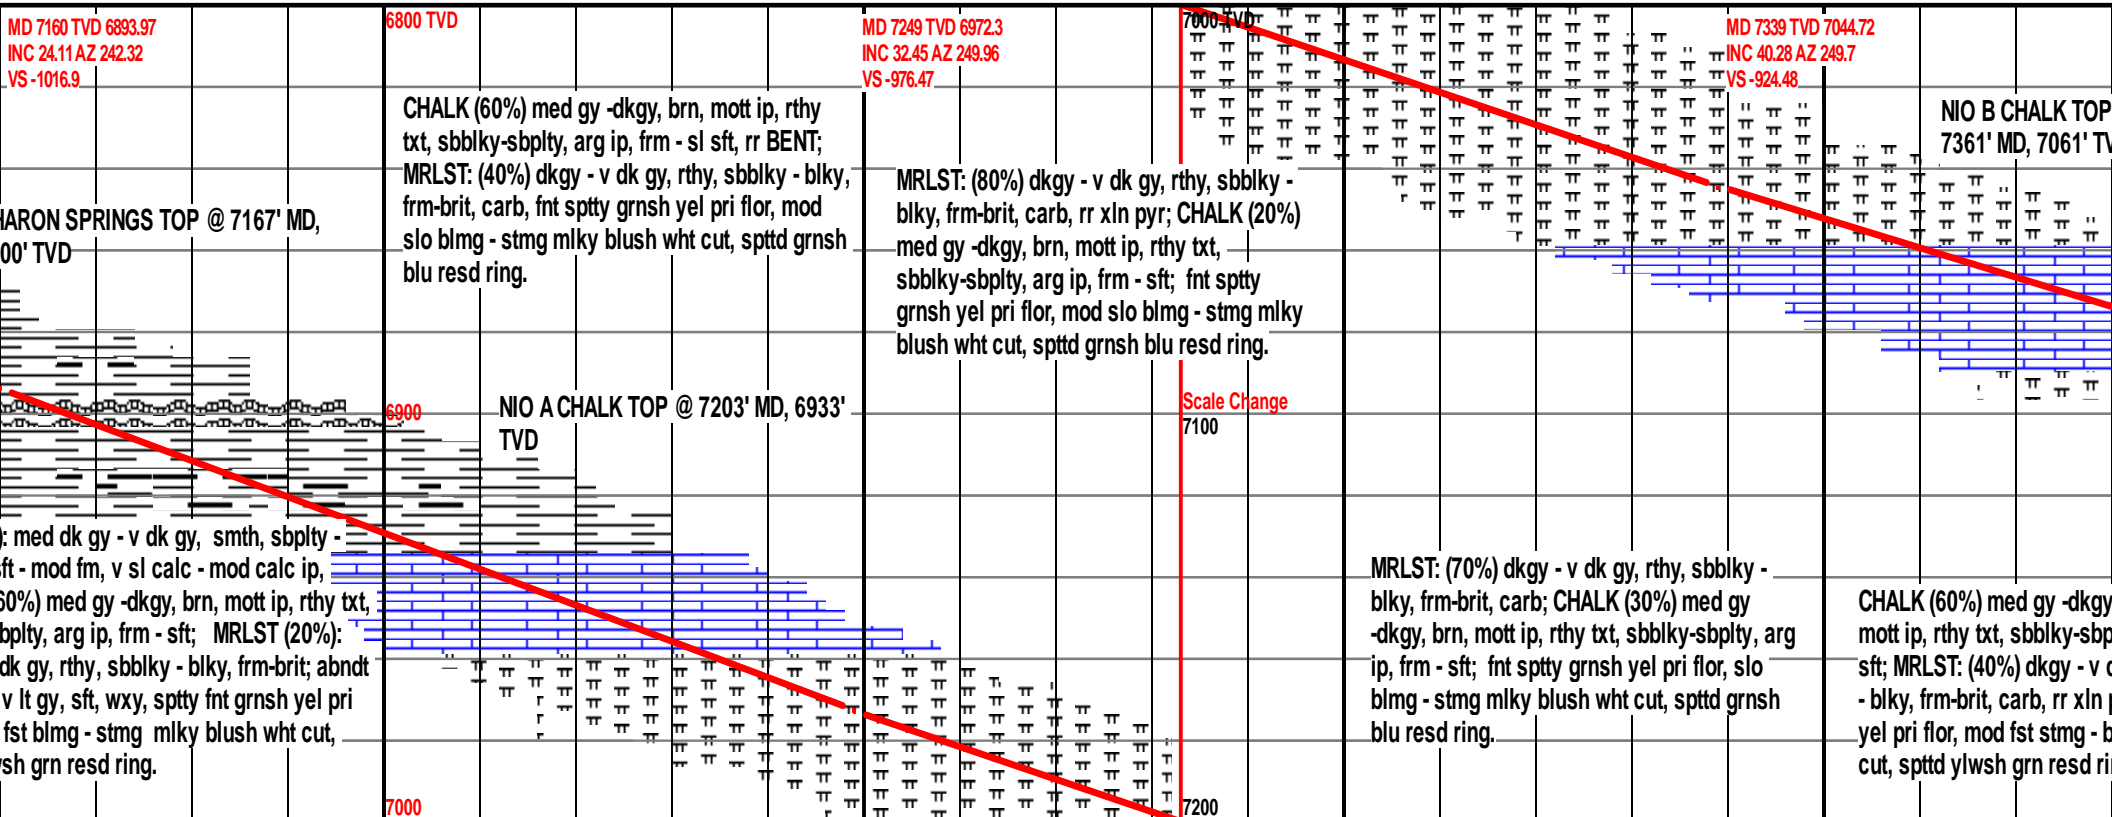 MD 7160 TVD 6893.97
INC 24.11 AZ 242.32
VS -1016.9
HARON SPRINGS TOP @ 7167' MD,
00' TVD
): med dk gy - v dk gy, smth, sbplty -
ft - mod fm, v sl calc - mod calc ip,
60%) med gy -dkgy, brn, mott ip, rthy txt,
bplty, arg ip, frm - sft; MRLST (20%):
dk gy, rthy, sbblky - blky, frm-brit; abndt
v lt gy, sft, wxy, sptty fnt grnsh yel pri
fst blmg - stmg mlky blush wht cut,
sh grn resd ring.
6800 TVD
CHALK (60%) med gy -dkgy, brn, mott ip, rthy
txt, sbblky-sbplty, arg ip, frm - sl sft, rr BENT;
MRLST: (40%) dkgy - v dk gy, rthy, sbblky - blky,
frm-brit, carb, fnt sptty grnsh yel pri flor, mod
slo blmg - stmg mlky blush wht cut, spttd grnsh
blu resd ring.
6900
NIO A CHALK TOP @ 7203' MD, 6933'
TVD
7000
MD 7249 TVD 6972.3
INC 32.45 AZ 249.96
VS -976.47
MRLST: (80%) dkgy - v dk gy, rthy, sbblky -
blky, frm-brit, carb, rr xln pyr; CHALK (20%)
med gy -dkgy, brn, mott ip, rthy txt,
sbblky-sbplty, arg ip, frm - sft; fnt sptty
grnsh yel pri flor, mod slo blmg - stmg mlky
blush wht cut, spttd grnsh blu resd ring.
7000 TVD
Scale Change
7100
7200
MRLST: (70%) dkgy - v dk gy, rthy, sbblky -
blky, frm-brit, carb; CHALK (30%) med gy
-dkgy, brn, mott ip, rthy txt, sbblky-sbplty, arg
ip, frm - sft; fnt sptty grnsh yel pri flor, slo
blmg - stmg mlky blush wht cut, spttd grnsh
blu resd ring.
MD 7339 TVD 7044.72
INC 40.28 AZ 249.7
VS -924.48
NIO B CHALK TOP
7361' MD, 7061' TV
CHALK (60%) med gy -dkgy
mott ip, rthy txt, sbblky-sbp
sft; MRLST: (40%) dkgy - v
- blky, frm-brit, carb, rr xln
yel pri flor, mod fst stmg - b
cut, spttd ylwsh grn resd ri